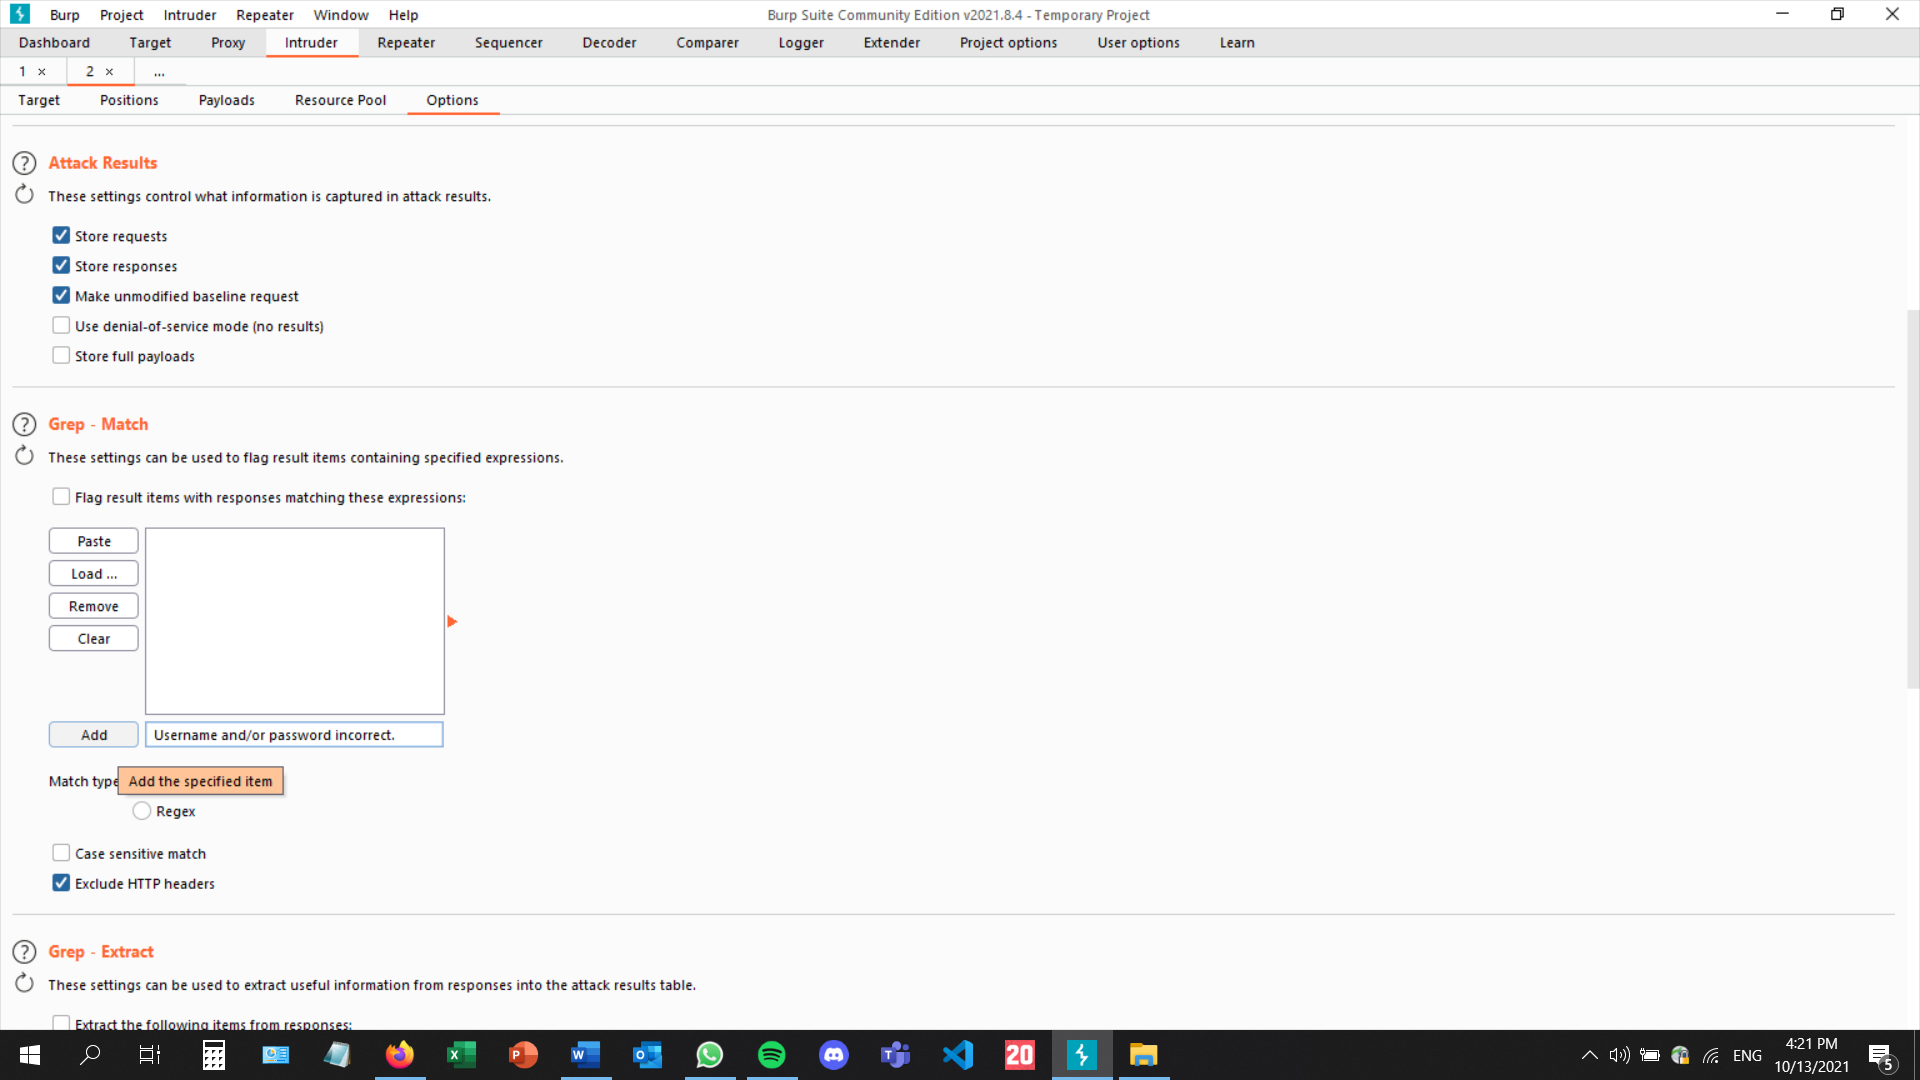 Burp Project Intruder Repeater Window Help
Burp Suite Community Edition v2021.8.4 - Temporary Project
Dashboard Target Proxy Intruder Repeater Sequencer Decoder Comparer Logger Extender Project options User options Learn
1 × 2 × ...
Target Positions Payloads Resource Pool Options
? Attack Results
These settings control what information is captured in attack results.
Store requests
Store responses
Make unmodified baseline request
Use denial-of-service mode (no results)
Store full payloads
? Grep - Match
These settings can be used to flag result items containing specified expressions.
Flag result items with responses matching these expressions:
Paste
Load ...
Remove
Clear
Add Username and/or password incorrect.
Match type Add the specified item
Regex
Case sensitive match
Exclude HTTP headers
? Grep - Extract
These settings can be used to extract useful information from responses into the attack results table.
Extract the following items from responses:
20
ENG
4:21 PM
10/13/2021
5